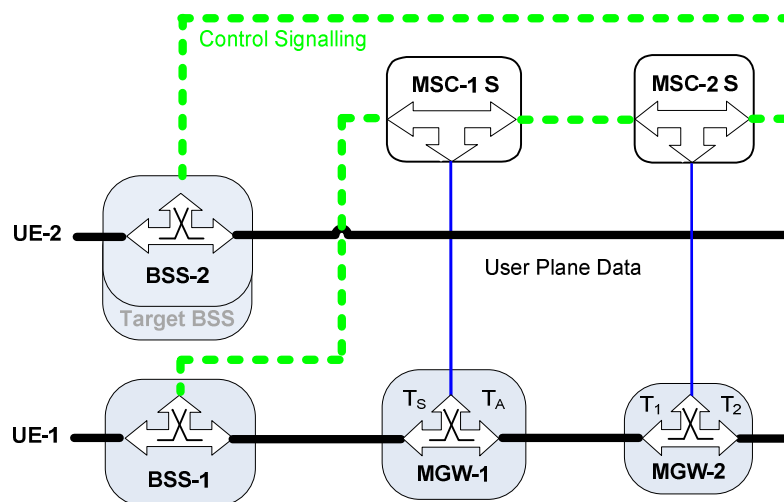 Control Signalling
MSC-1 S
MSC-2 S
UE-2
BSS-2
User Plane Data
Target BSS
TS
TA
T1
T2
UE-1
BSS-1
MGW-1
MGW-2